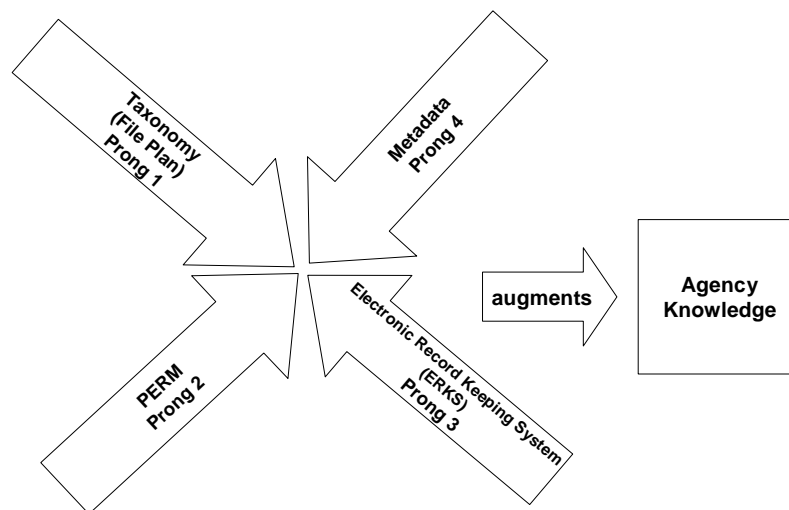 Taxonomy
(File Plan)
Prong 1
Metadata
Prong 4
PERM
Prong 2
Electronic Record Keeping System
(ERKS)
Prong 3
augments
Agency
Knowledge